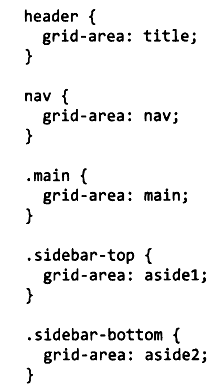 header {
  grid-area: title;
}
nav {
  grid-area: nav;
}
.main {
  grid-area: main;
}
.sidebar-top {
  grid-area: aside1;
}
.sidebar-bottom {
  grid-area: aside2;
}